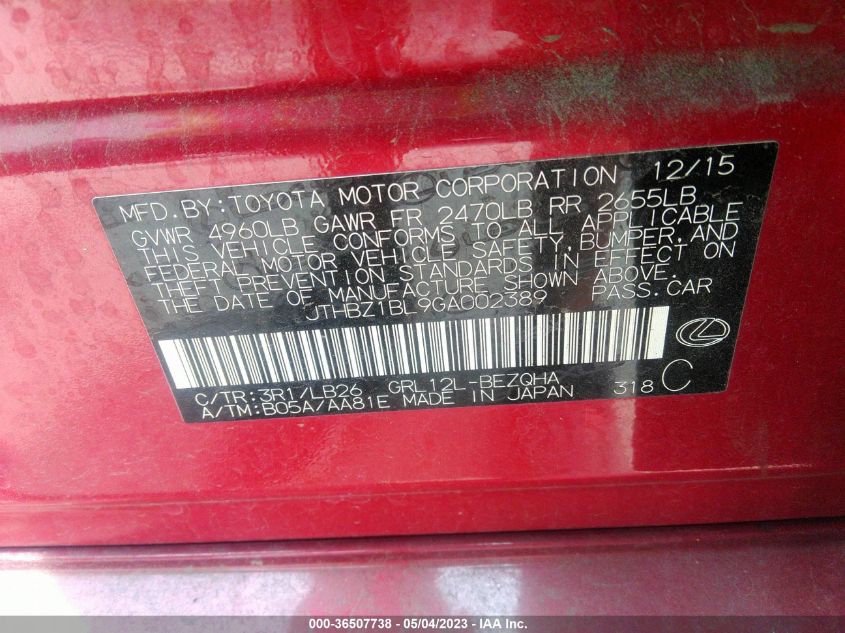 MFD. BY:TOYOTA MOTOR CORPORATION 12/15
GVWR 4960LB GAWR FR 2470LB RR 2655LB
THIS VEHICLE CONFORMS TO ALL APPLICABLE
FEDERAL MOTOR VEHICLE SAFETY, BUMPER, AND
THEFT PREVENTION STANDARDS IN EFFECT ON
THE DATE OF MANUFACTURE SHOWN ABOVE.
JTHBZ1BL9GA002389 PASS. CAR
C/TR:3R1/LB26 GRL12L-BEZQHA
A/TM:B05A/AA81E MADE IN JAPAN 318 C
000-36507738 - 05/04/2023 - IAA Inc.